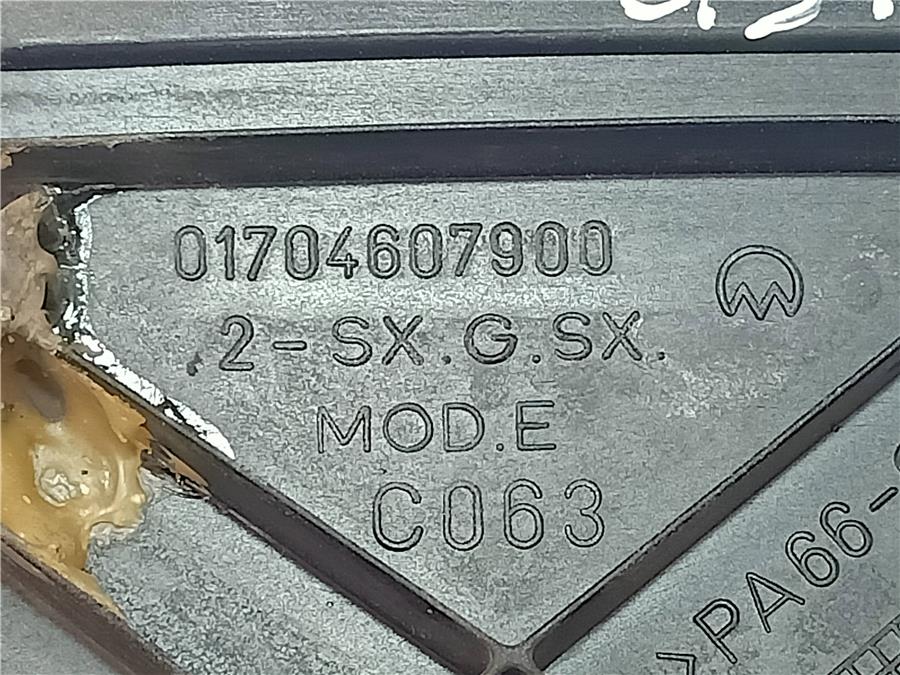 01704607900
2-SX.G.SX.
MOD.E
C063
>PA66-